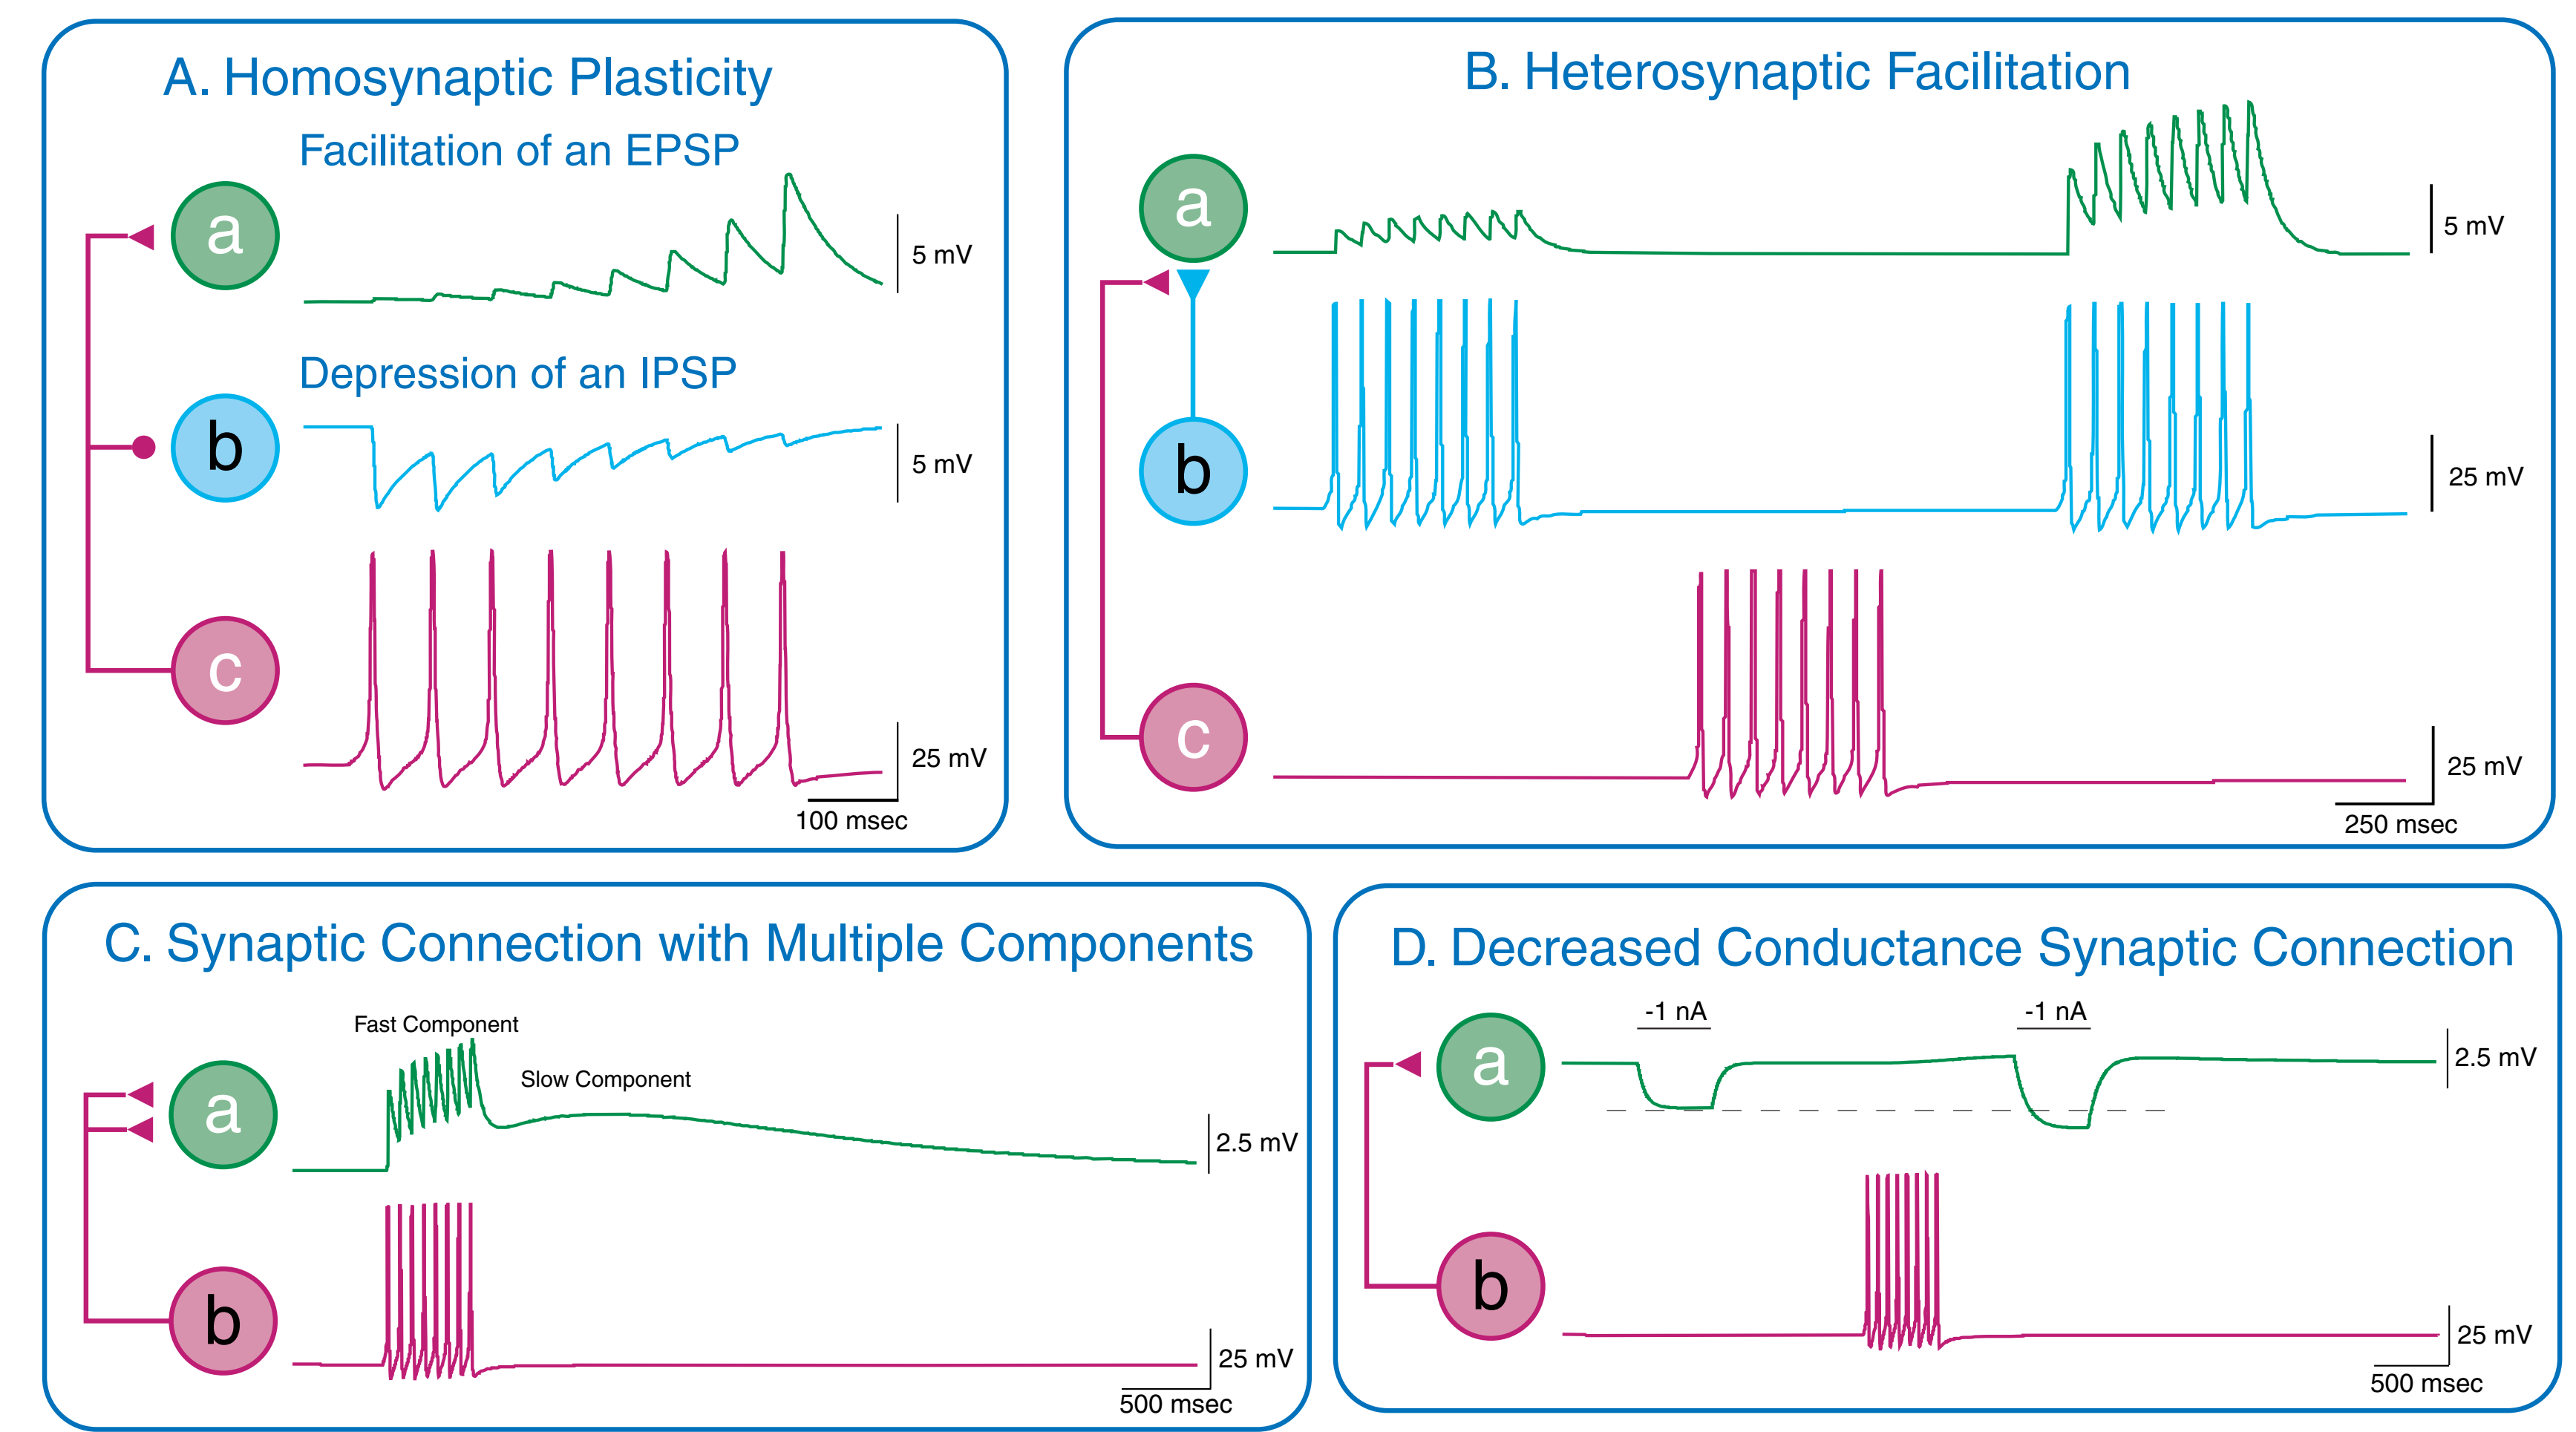 A. Homosynaptic Plasticity
Facilitation of an EPSP
a
5 mV
Depression of an IPSP
b
5 mV
c
25 mV
100 msec
B. Heterosynaptic Facilitation
a
5 mV
b
25 mV
c
25 mV
250 msec
C. Synaptic Connection with Multiple Components
Fast Component
Slow Component
a
2.5 mV
b
25 mV
500 msec
D. Decreased Conductance Synaptic Connection
-1 nA
-1 nA
a
2.5 mV
b
25 mV
500 msec